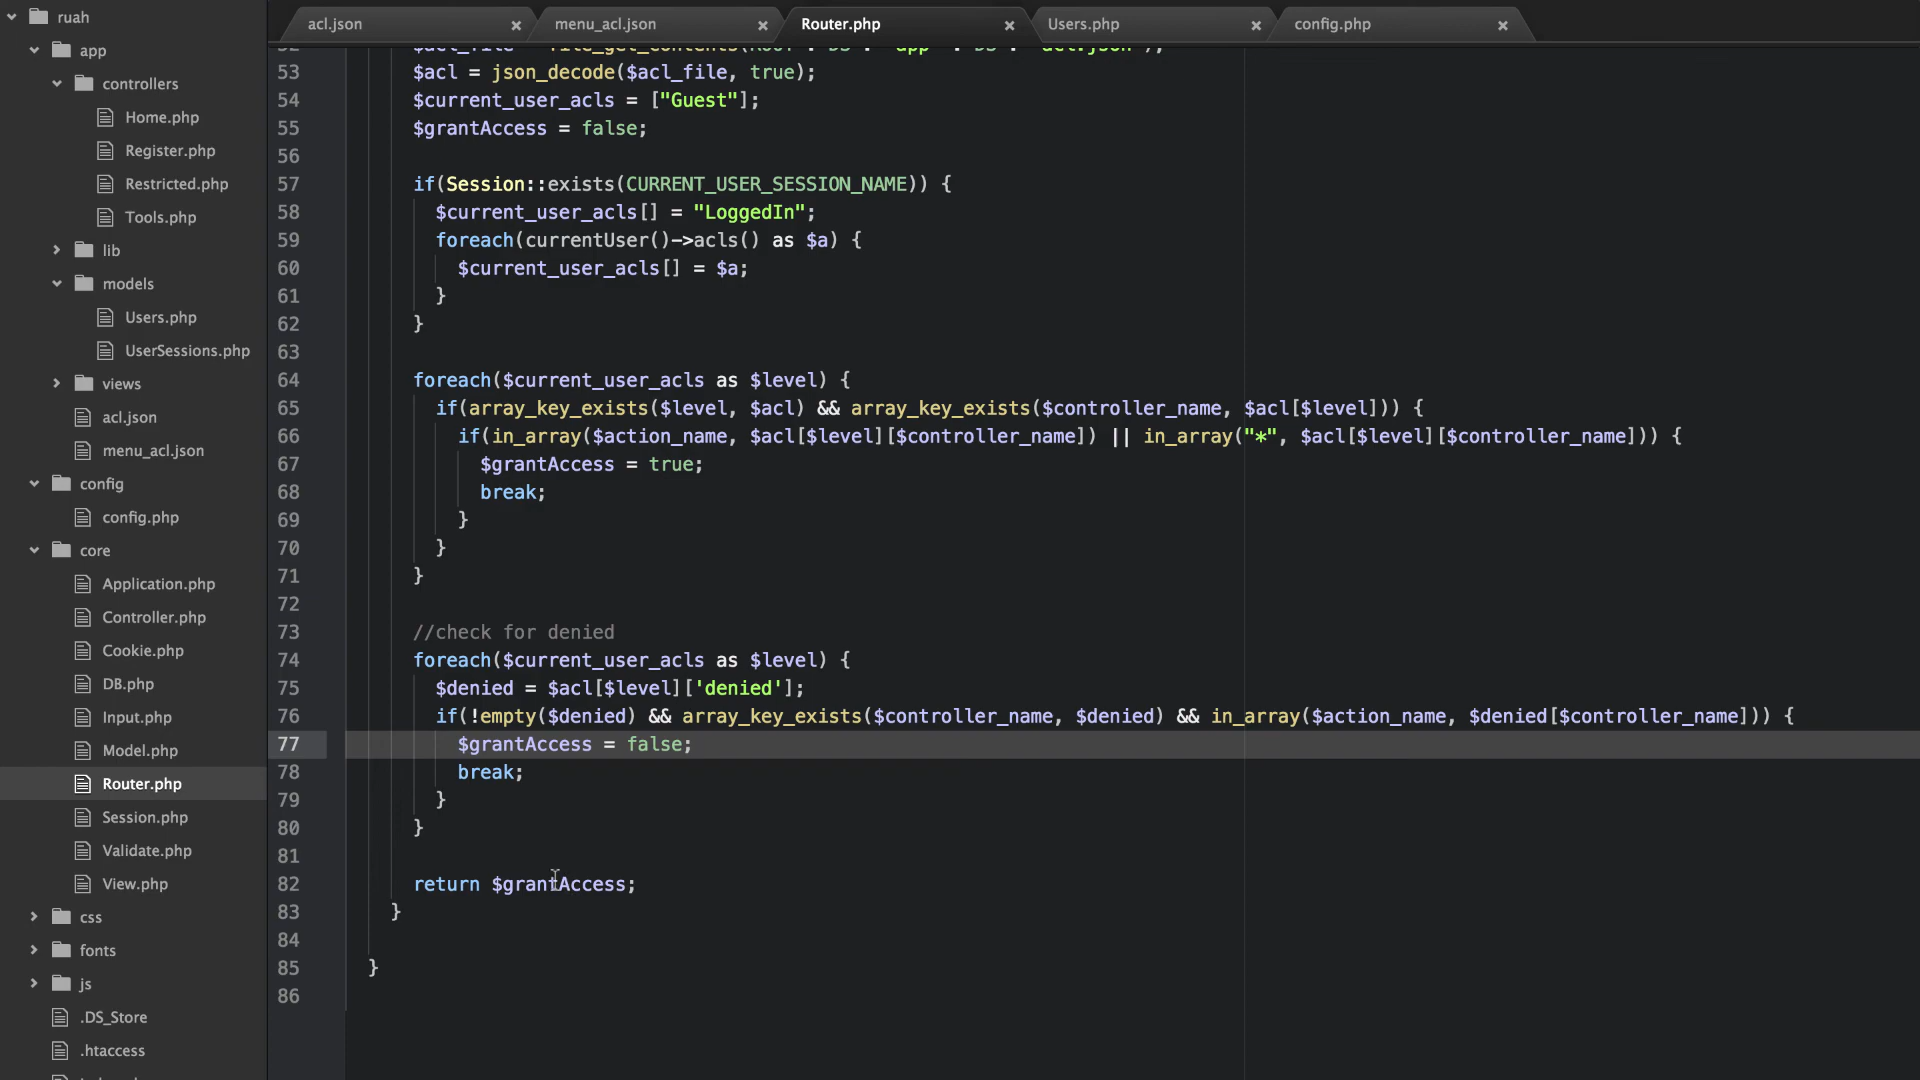 ruah
app
controllers
Home.php
Register.php
Restricted.php
Tools.php
lib
models
Users.php
UserSessions.php
views
acl.json
menu_acl.json
config
config.php
core
Application.php
Controller.php
Cookie.php
DB.php
Input.php
Model.php
Router.php
Session.php
Validate.php
View.php
css
fonts
js
.DS_Store
.htaccess
acl.json × menu_acl.json × Router.php × Users.php × config.php ×
53 $acl = json_decode($acl_file, true);
54 $current_user_acls = ["Guest"];
55 $grantAccess = false;
56
57 if(Session::exists(CURRENT_USER_SESSION_NAME)) {
58 $current_user_acls[] = "LoggedIn";
59 foreach(currentUser()->acls() as $a) {
60 $current_user_acls[] = $a;
61 }
62 }
63
64 foreach($current_user_acls as $level) {
65 if(array_key_exists($level, $acl) && array_key_exists($controller_name, $acl[$level])) {
66 if(in_array($action_name, $acl[$level][$controller_name]) || in_array("*", $acl[$level][$controller_name])) {
67 $grantAccess = true;
68 break;
69 }
70 }
71 }
72
73 //check for denied
74 foreach($current_user_acls as $level) {
75 $denied = $acl[$level]['denied'];
76 if(!empty($denied) && array_key_exists($controller_name, $denied) && in_array($action_name, $denied[$controller_name])) {
77 $grantAccess = false;
78 break;
79 }
80 }
81
82 return $grantAccess;
83 }
84
85 }
86